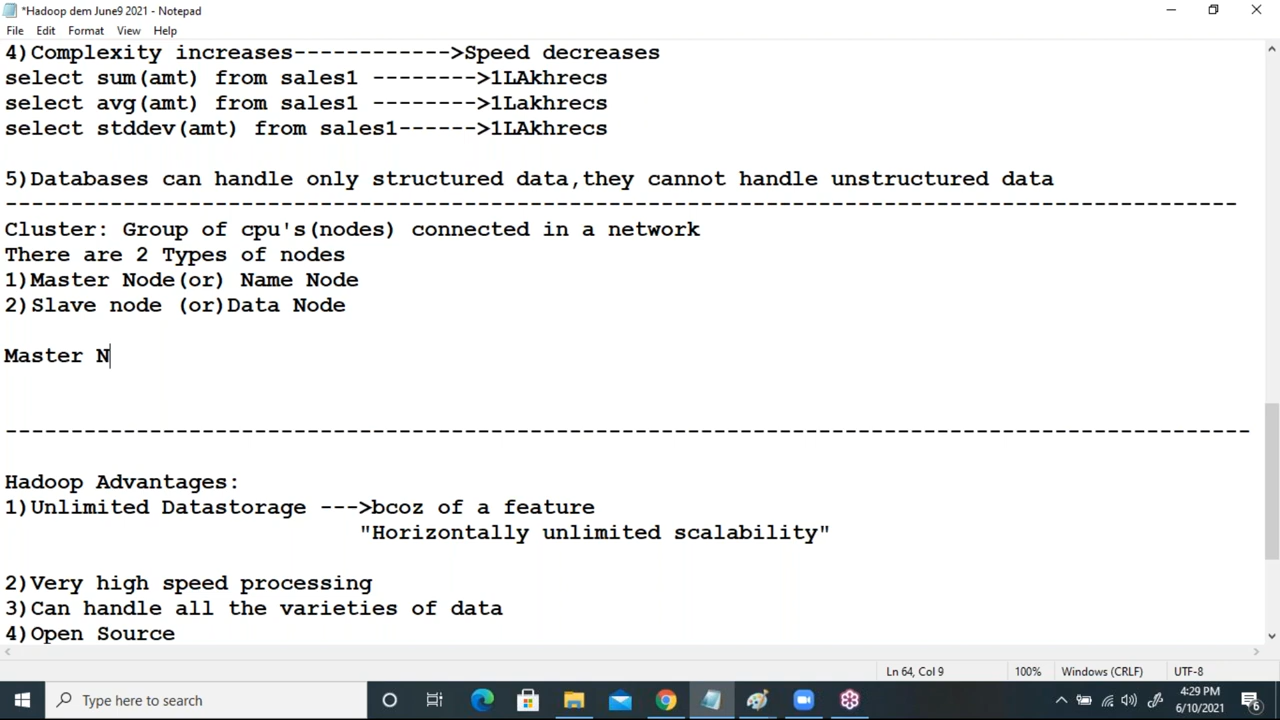 *Hadoop dem June9 2021 - Notepad
File Edit Format View Help
4)Complexity increases------------>Speed decreases
select sum(amt) from sales1 -------->1LAkhrecs
select avg(amt) from sales1 -------->1Lakhrecs
select stddev(amt) from sales1------>1LAkhrecs
5)Databases can handle only structured data,they cannot handle unstructured data
----------------------------------------------------------------------------------------------
Cluster: Group of cpu's(nodes) connected in a network
There are 2 Types of nodes
1)Master Node(or) Name Node
2)Slave node (or)Data Node
Master N
-----------------------------------------------------------------------------------------------
Hadoop Advantages:
1)Unlimited Datastorage --->bcoz of a feature
"Horizontally unlimited scalability"
2)Very high speed processing
3)Can handle all the varieties of data
4)Open Source
Ln 64, Col 9 100% Windows (CRLF) UTF-8
Type here to search
4:29 PM
6/10/2021
6